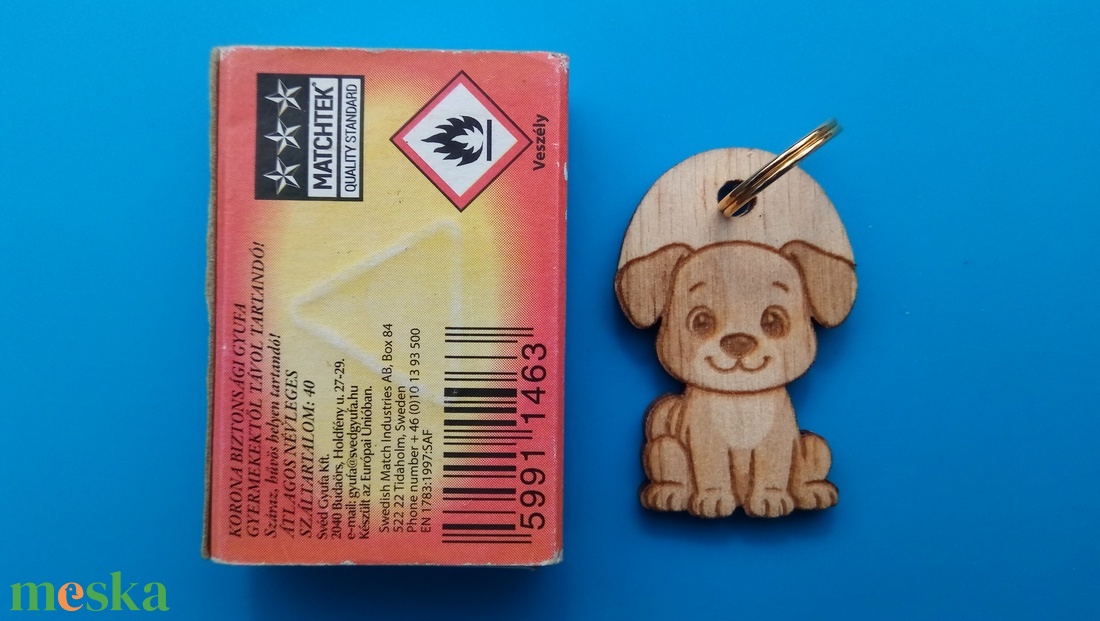 MATCHTEK®
QUALITY STANDARD
Veszély
KORONA BIZTONSÁGI GYUFA
GYERMEKEKTŐL TÁVOL TARTANDÓ!
Száraz, hűvös helyen tartandó!
ÁTLAGOS NÉVLEGES
SZÁLTARTALOM: 40
Svéd Gyufa Kft.
2040 Budaörs, Holdfény u. 27-29.
e-mail: gyufa@svedgyufa.hu
Készült az Európai Unióban.
Swedish Match Industries AB, Box 84
522 22 Tidaholm, Sweden
Phone number + 46 (0)10 13 93 500
EN 1783:1997:SAF
5991 1463
meska